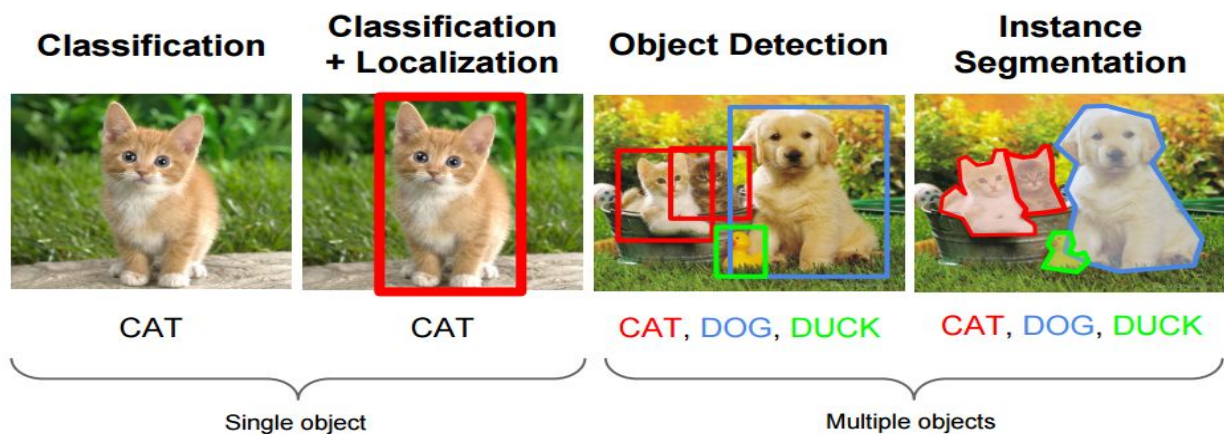 Classification
Classification
+ Localization
Object Detection
Instance
Segmentation
CAT
CAT
CAT, DOG, DUCK
CAT, DOG, DUCK
Single object
Multiple objects